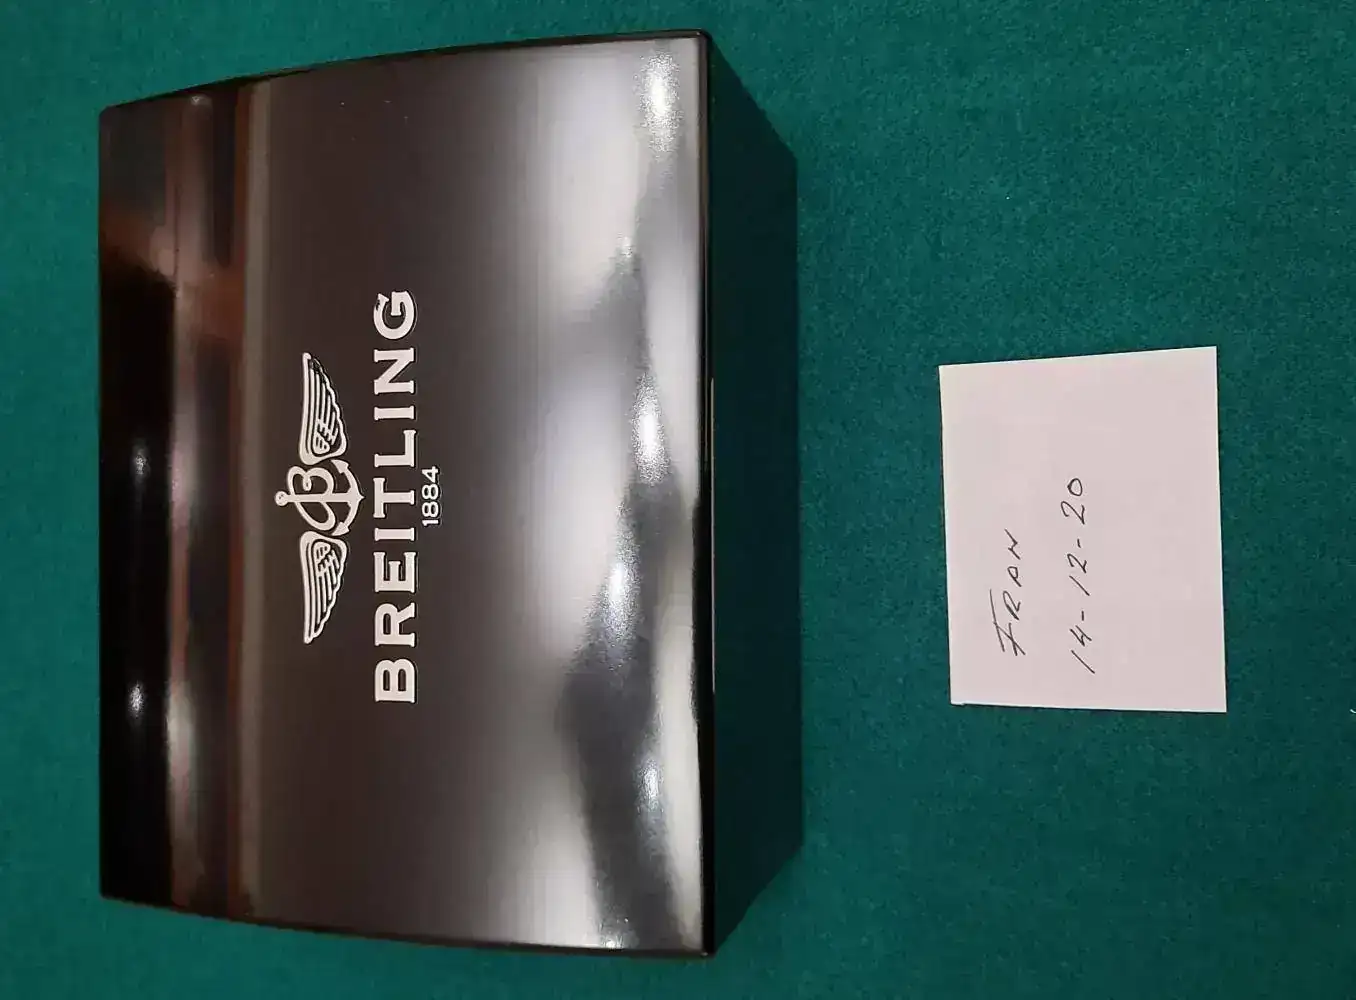 BREITLING
1884
FRAN
14-12-20